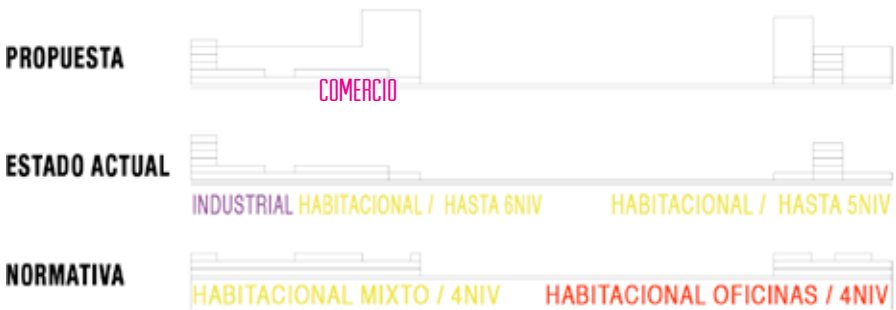 PROPUESTA
COMERCIO
ESTADO ACTUAL
INDUSTRIAL HABITACIONAL / HASTA 6NIV HABITACIONAL / HASTA 5NIV
NORMATIVA
HABITACIONAL MIXTO / 4NIV HABITACIONAL OFICINAS / 4NIV